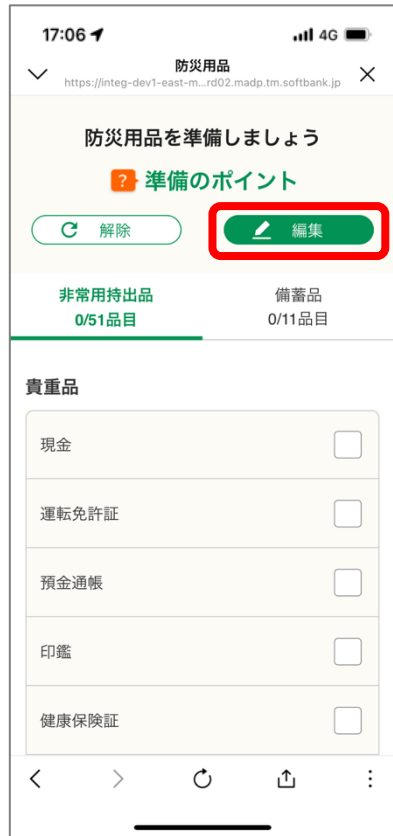 17:06 4G
防災用品
https://integ-dev1-east-m...rd02.madp.tm.softbank.jp
防災用品を準備しましょう
? 準備のポイント
解除 編集
非常用持出品 備蓄品
0/51品目 0/11品目
貴重品
現金
運転免許証
預金通帳
印鑑
健康保険証